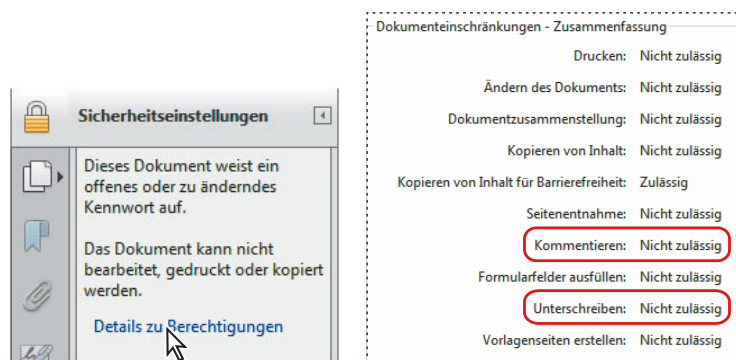 Sicherheitseinstellungen
Dieses Dokument weist ein
offenes oder zu änderndes
Kennwort auf.
Das Dokument kann nicht
bearbeitet, gedruckt oder kopiert
werden.
Details zu Berechtigungen
Dokumenteinschränkungen - Zusammenfassung
Drucken: Nicht zulässig
Ändern des Dokuments: Nicht zulässig
Dokumentzusammenstellung: Nicht zulässig
Kopieren von Inhalt: Nicht zulässig
Kopieren von Inhalt für Barrierefreiheit: Zulässig
Seitenentnahme: Nicht zulässig
Kommentieren: Nicht zulässig
Formularfelder ausfüllen: Nicht zulässig
Unterschreiben: Nicht zulässig
Vorlagenseiten erstellen: Nicht zulässig